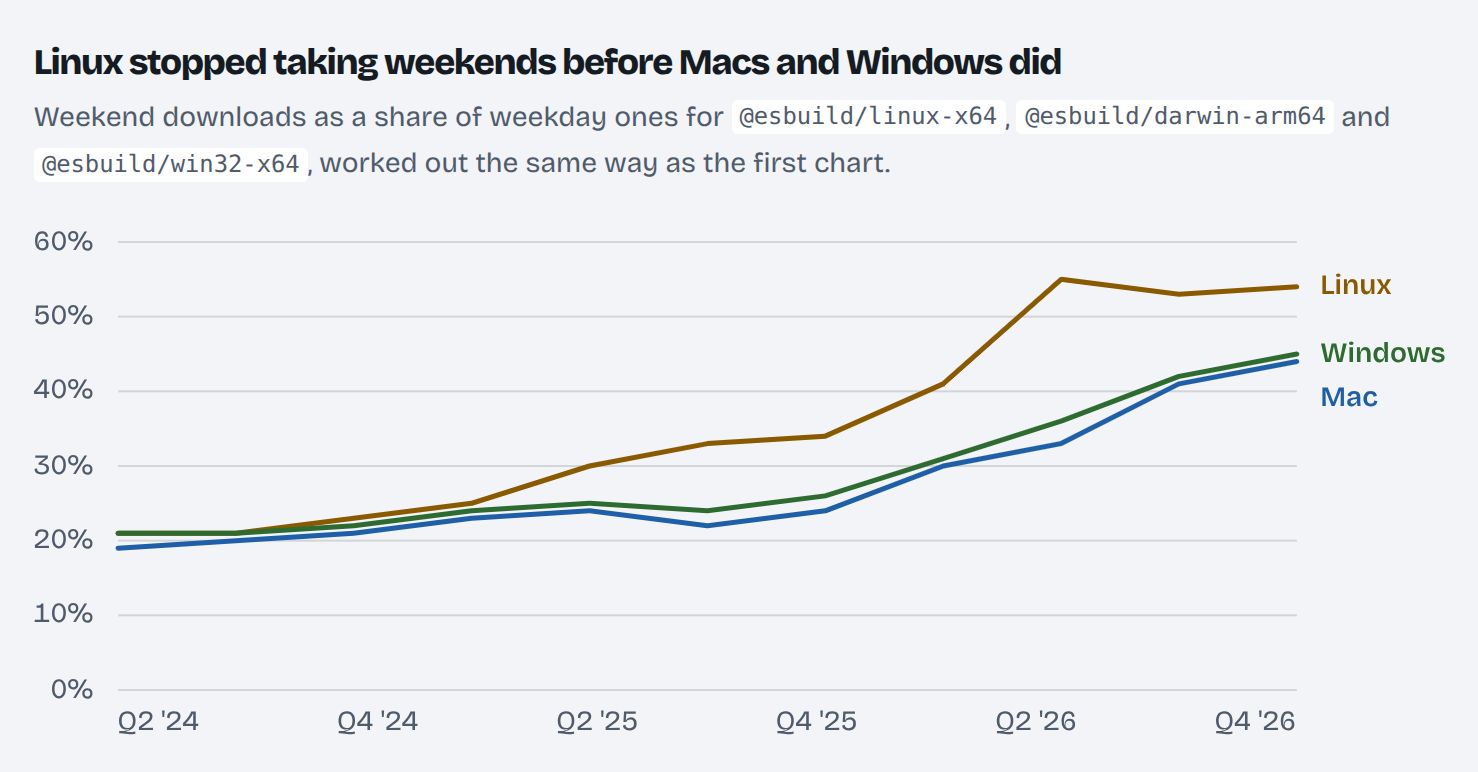 Linux stopped taking weekends before Macs and Windows did
Weekend downloads as a share of weekday ones for @esbuild/linux-x64, @esbuild/darwin-arm64 and
@esbuild/win32-x64, worked out the same way as the first chart.
60%
Linux
50%
Windows
40%
Mac
30%
20%
10%
0%
Q2 '24 Q4 '24 Q2 '25 Q4 '25 Q2 '26 Q4 '26